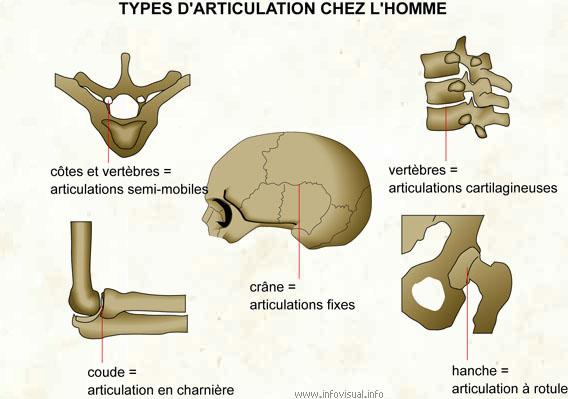 TYPES D'ARTICULATION CHEZ L'HOMME
côtes et vertèbres =
articulations semi-mobiles
vertèbres =
articulations cartilagineuses
crâne =
articulations fixes
coude =
articulation en charnière
hanche =
articulation à rotule
www.infovisual.info